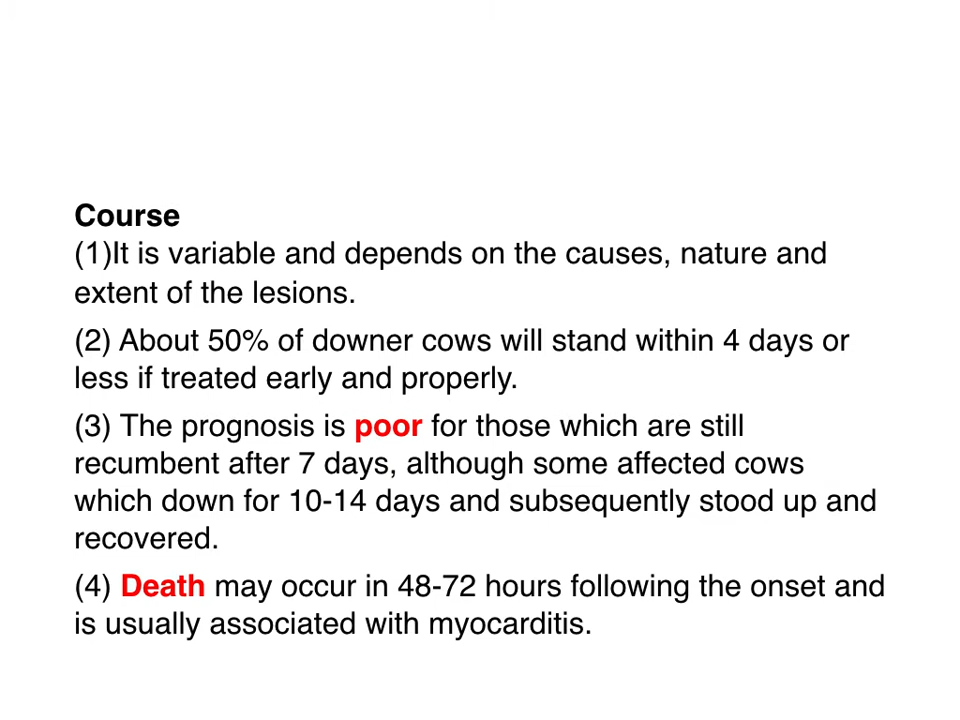 Course
(1)It is variable and depends on the causes, nature and
extent of the lesions.
(2) About 50% of downer cows will stand within 4 days or
less if treated early and properly.
(3) The prognosis is poor for those which are still
recumbent after 7 days, although some affected cows
which down for 10-14 days and subsequently stood up and
recovered.
(4) Death may occur in 48-72 hours following the onset and
is usually associated with myocarditis.